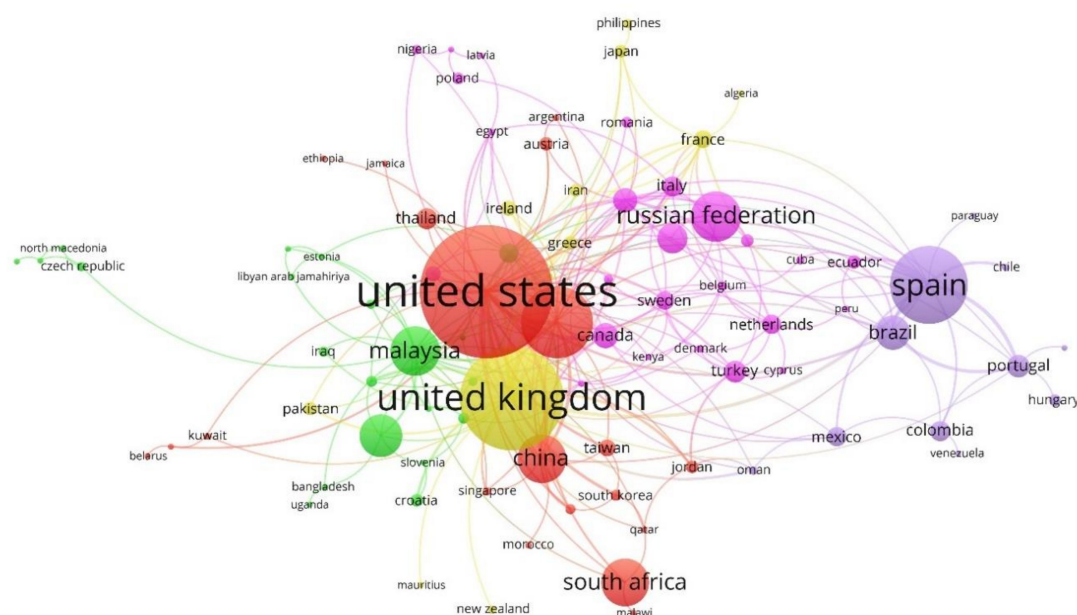 philippines
nigeria
latvia
japan
poland
algeria
argentina
romania
egypt
austria
france
ethiopia
jamaica
iran
italy
thailand
ireland
russian federation
paraguay
greece
north macedonia
estonia
czech republic
cuba
ecuador
chile
libyan arab jamahiriya
united states
belgium
spain
sweden
peru
netherlands
brazil
canada
iraq
malaysia
kenya
denmark
turkey
cyprus
portugal
united kingdom
hungary
pakistan
kuwait
mexico
colombia
belarus
taiwan
venezuela
china
slovenia
jordan
oman
bangladesh
singapore
south korea
uganda
croatia
qatar
morocco
mauritius
south africa
new zealand
malawi